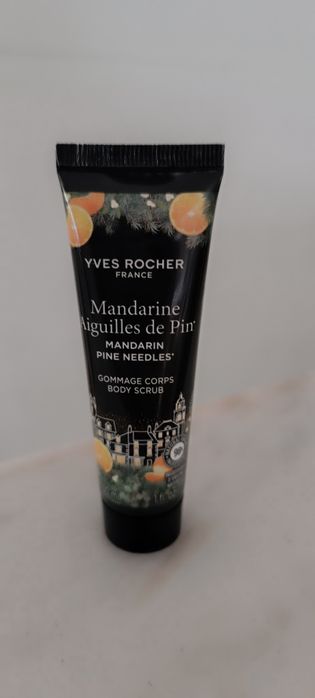 YVES ROCHER
FRANCE
Mandarine
Aiguilles de Pin*
MANDARIN
PINE NEEDLES*
GOMMAGE CORPS
BODY SCRUB